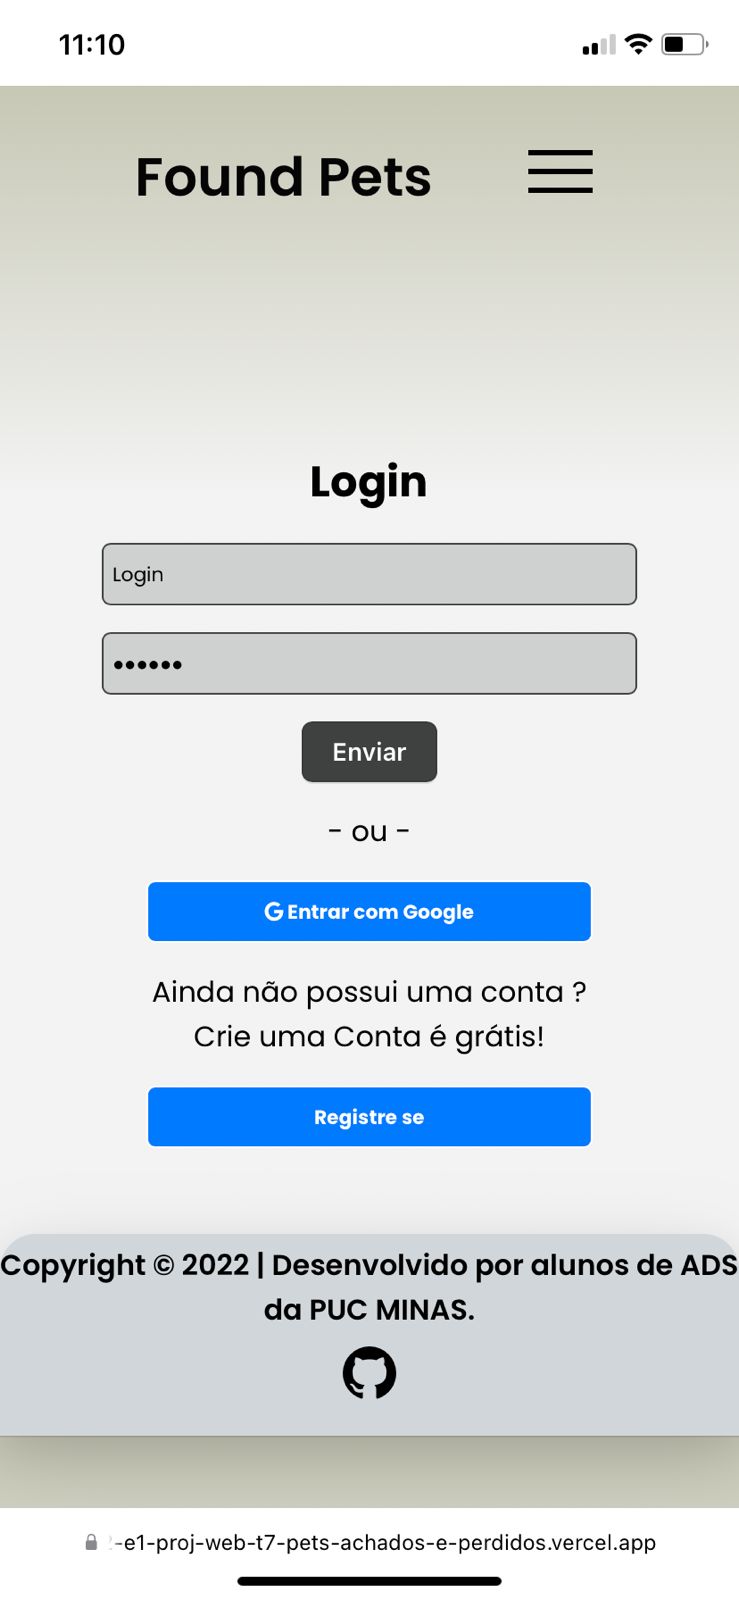 11:10
Found Pets
Login
Login
••••••
Enviar
- ou -
Entrar com Google
Ainda não possui uma conta ?
Crie uma Conta é grátis!
Registre se
Copyright © 2022 | Desenvolvido por alunos de ADS
da PUC MINAS.
-e1-proj-web-t7-pets-achados-e-perdidos.vercel.app